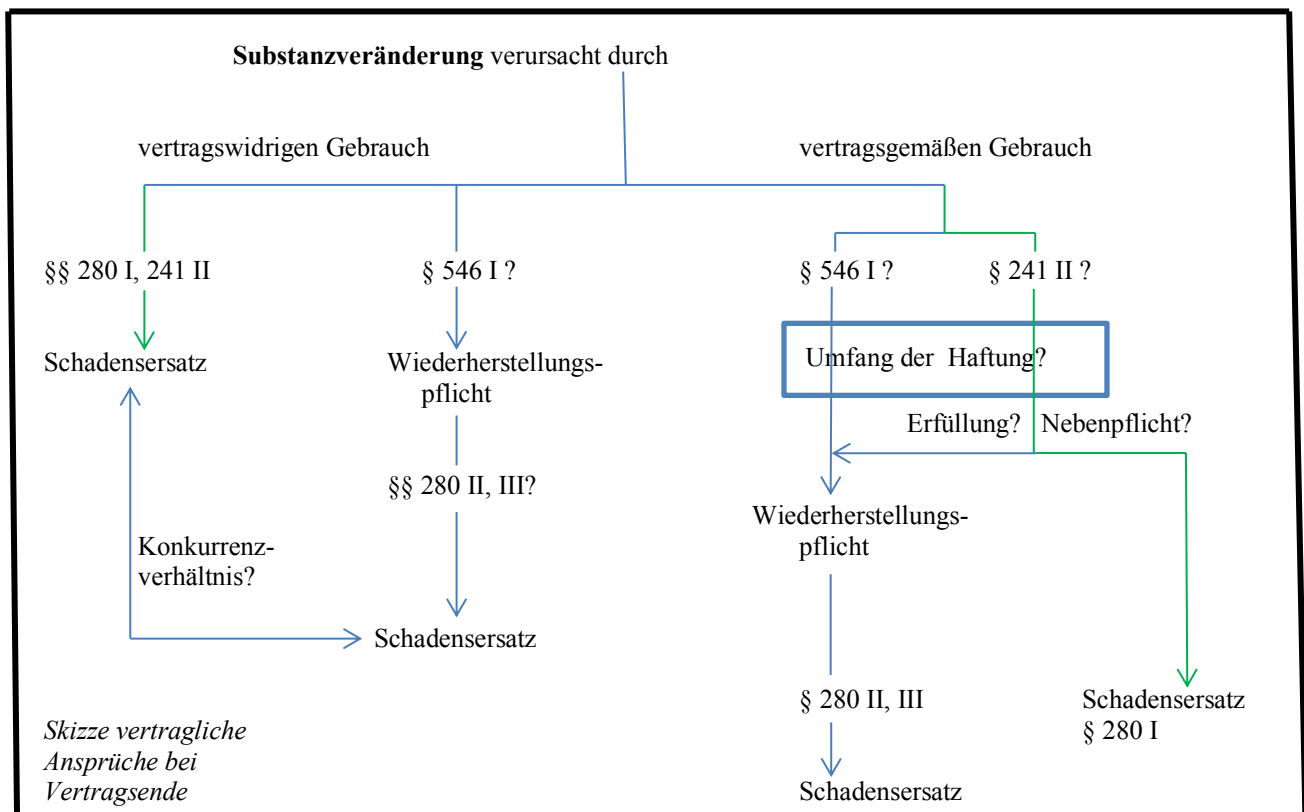 Substanzveränderung verursacht durch
vertragswidrigen Gebrauch
vertragsgemäßen Gebrauch
§§ 280 I, 241 II
§ 546 I ?
§ 546 I ?
§ 241 II ?
Schadensersatz
Wiederherstellungs-
pflicht
Umfang der Haftung?
Erfüllung?
Nebenpflicht?
§§ 280 II, III?
Wiederherstellungs-
pflicht
Konkurrenz-
verhältnis?
Schadensersatz
§ 280 II, III
Schadensersatz
§ 280 I
Skizze vertragliche
Ansprüche bei
Vertragsende
Schadensersatz